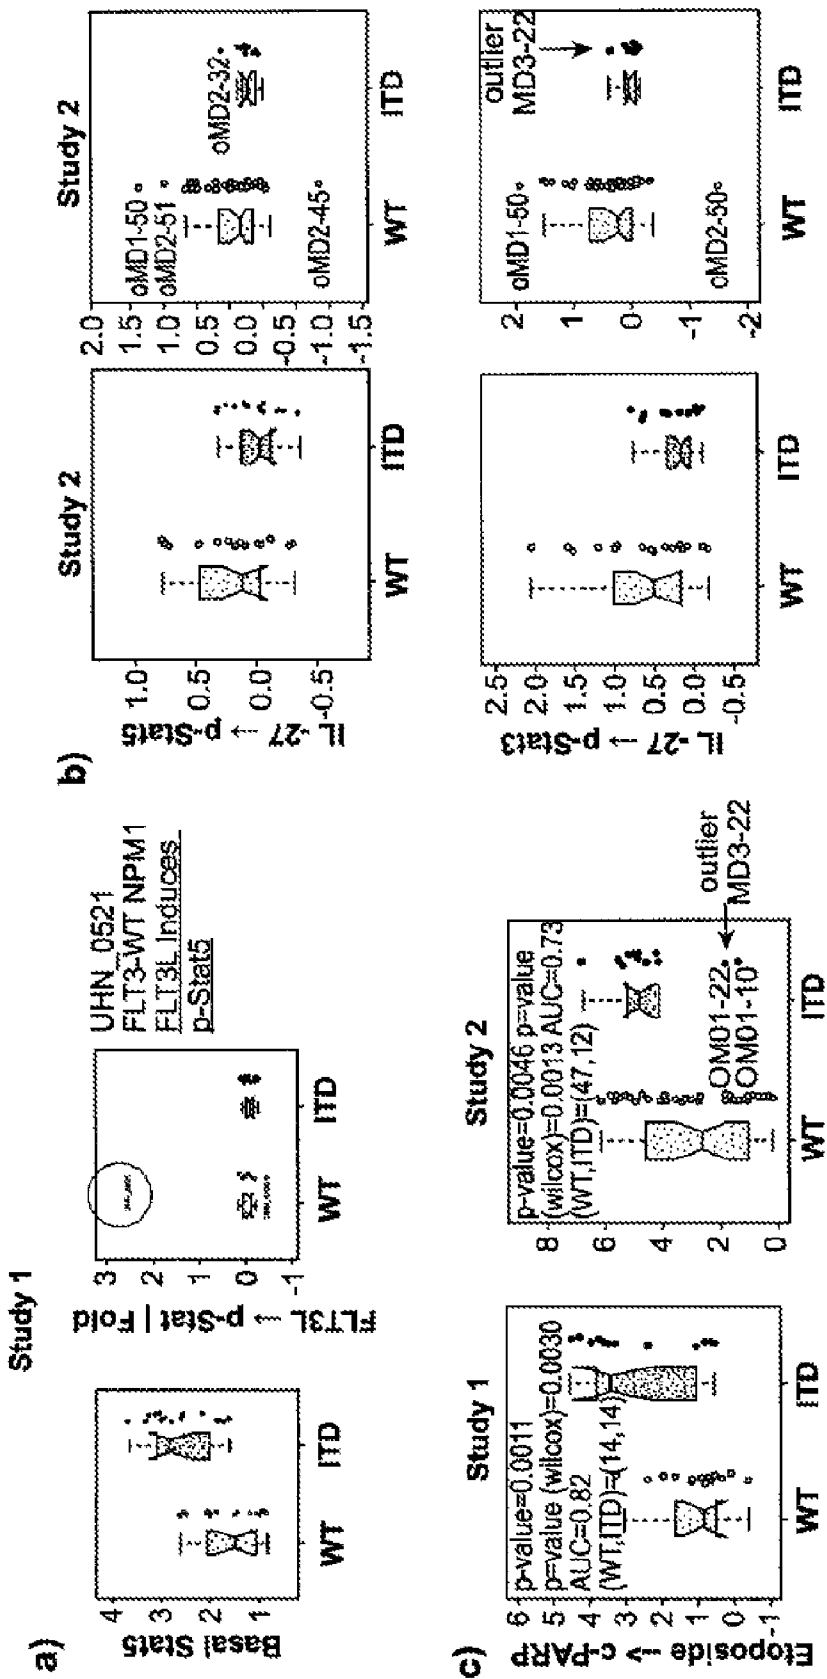 Study 1
a)
Basal Stat5
4
3
2
1
WT
ITD
FLT3L → p-Stat | Fold
3
2
1
0
-1
WT
ITD
UHN_0521
FLT3-WT NPM1
FLT3L Induces
p-Stat5
b)
Study 2
IL -27 → p-Stat5
1.0
0.5
0.0
-0.5
WT
ITD
Study 2
2.0
1.5
1.0
0.5
0
-0.5
-1.0
-1.5
oMD1-50
oMD2-51
oMD2-45
oMD2-32
WT
ITD
IL -27 → p-Stat3
2.5
2.0
1.5
1.0
0.5
0.0
-0.5
WT
ITD
2
1
0
-1
-2
oMD1-50
oMD2-50
outlier
MD3-22
WT
ITD
c)
Study 1
Etoposide -> c-PARP
6
5
4
3
2
1
0
-1
p-value=0.0011
p=value (wilcox)=0.0030
AUC=0.82
(WT,ITD)=(14,14)
WT
ITD
Study 2
8
6
4
2
0
p-value=0.0046 p=value
(wilcox)=0.0013 AUC=0.73
(WT,ITD)=(47,12)
OM01-22
OM01-10
outlier
MD3-22
WT
ITD